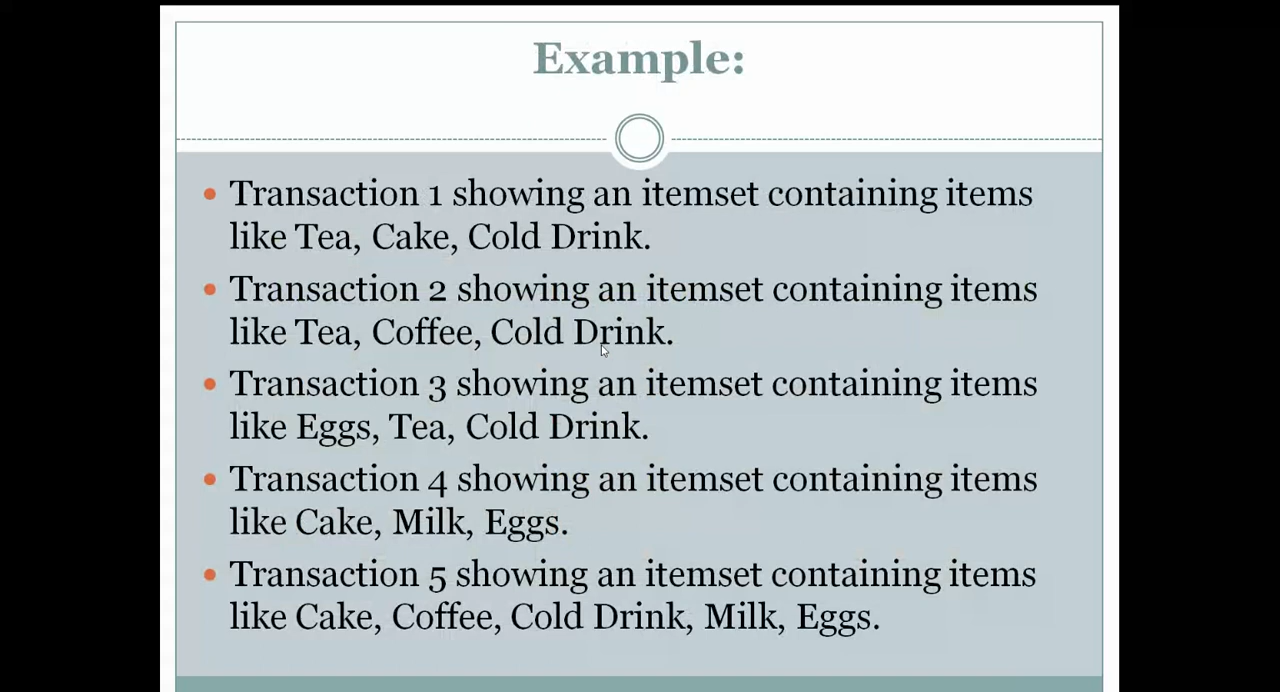 Example:
Transaction 1 showing an itemset containing items
like Tea, Cake, Cold Drink.
Transaction 2 showing an itemset containing items
like Tea, Coffee, Cold Drink.
Transaction 3 showing an itemset containing items
like Eggs, Tea, Cold Drink.
Transaction 4 showing an itemset containing items
like Cake, Milk, Eggs.
Transaction 5 showing an itemset containing items
like Cake, Coffee, Cold Drink, Milk, Eggs.